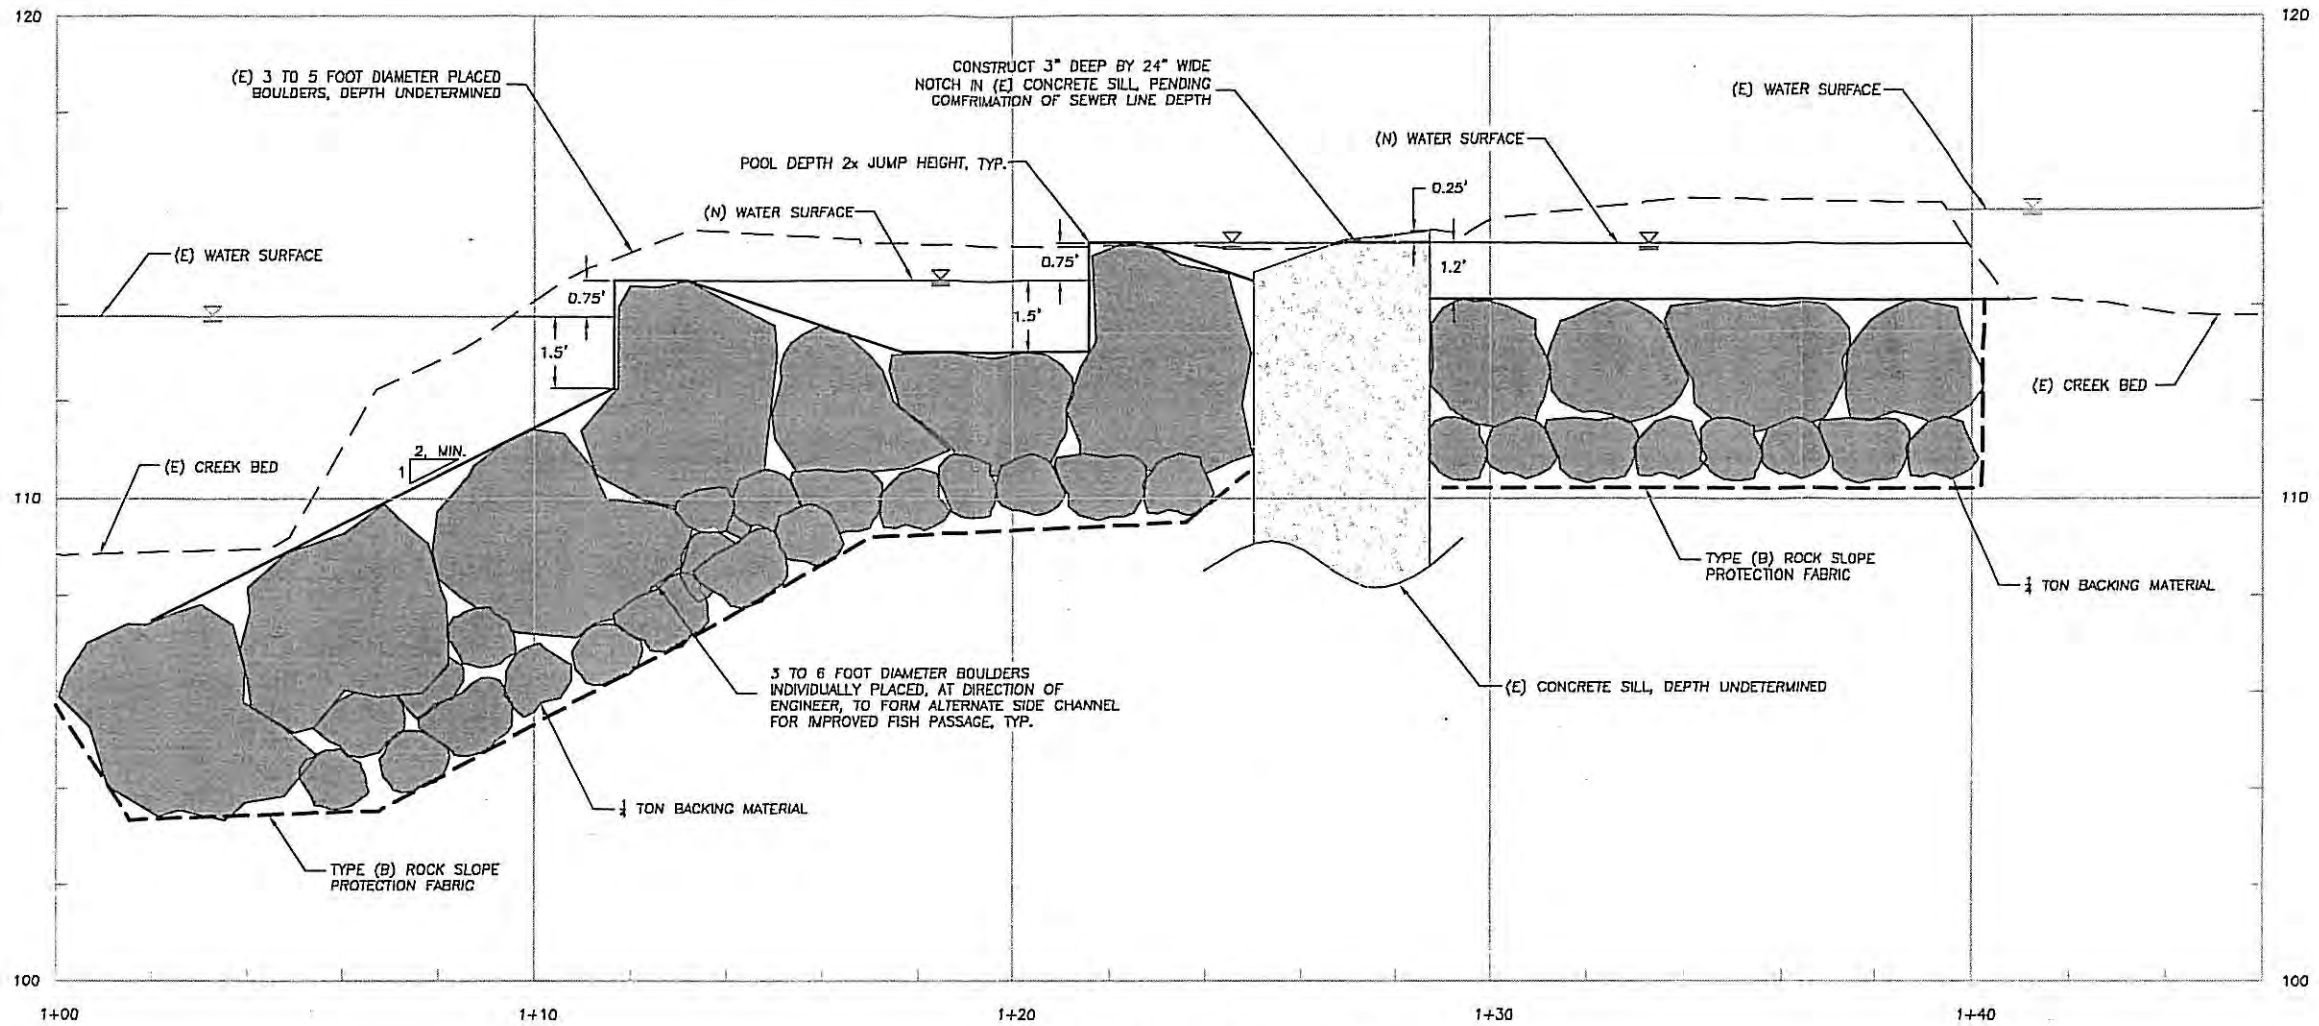 120
120
(E) 3 TO 5 FOOT DIAMETER PLACED
BOULDERS, DEPTH UNDETERMINED
CONSTRUCT 3" DEEP BY 24" WIDE
NOTCH IN (E) CONCRETE SILL, PENDING
COMFRIMATION OF SEWER LINE DEPTH
(E) WATER SURFACE
(N) WATER SURFACE
POOL DEPTH 2x JUMP HEIGHT, TYP.
0.25'
(N) WATER SURFACE
(E) WATER SURFACE
0.75'
1.2'
0.75'
1.5'
1.5'
(E) CREEK BED
2, MIN.
1
(E) CREEK BED
110
110
TYPE (B) ROCK SLOPE
PROTECTION FABRIC
¼ TON BACKING MATERIAL
3 TO 6 FOOT DIAMETER BOULDERS
INDIVIDUALLY PLACED, AT DIRECTION OF
ENGINEER, TO FORM ALTERNATE SIDE CHANNEL
FOR IMPROVED FISH PASSAGE, TYP.
(E) CONCRETE SILL, DEPTH UNDETERMINED
¼ TON BACKING MATERIAL
TYPE (B) ROCK SLOPE
PROTECTION FABRIC
100
100
1+00
1+10
1+20
1+30
1+40